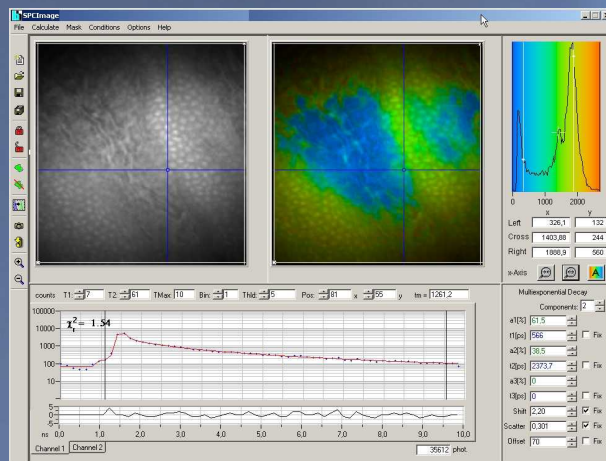 SPCImage
File Calculate Mask Conditions Options Help
0 1000 2000
x y
Left 326,1 132
Cross 1403,88 244
Right 1888,9 560
x-Axis A
counts T1: 7 T2: 61 TMax: 10 Bin: 1 Thld: 5 Pos: 81 x 55 y tm = 1261,2
100000
10000
1000
100
10
χ²r = 1.54
5
0
-5
ns 0,0 1,0 2,0 3,0 4,0 5,0 6,0 7,0 8,0 9,0 10,0
Channel 1 Channel 2
35612 phot.
Multiexponential Decay
Components: 2
a1[%] 61,5
t1[ps] 566 Fix
a2[%] 38,5
t2[ps] 2373,7 Fix
a3[%] 0
t3[ps] 0 Fix
Shift 2,20 Fix
Scatter 0,301 Fix
Offset 70 Fix